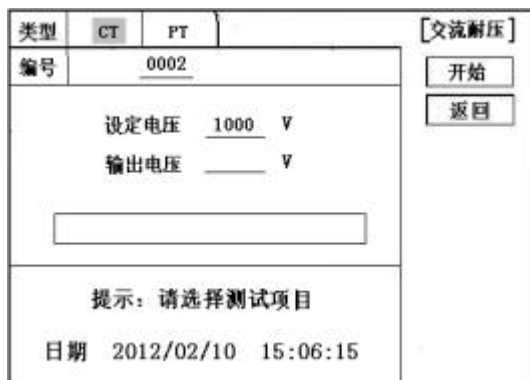 类型 CT PT
[交流耐压]
编号 0002
开始
返回
设定电压 1000 V
输出电压 V
提示：请选择测试项目
日期 2012/02/10 15:06:15